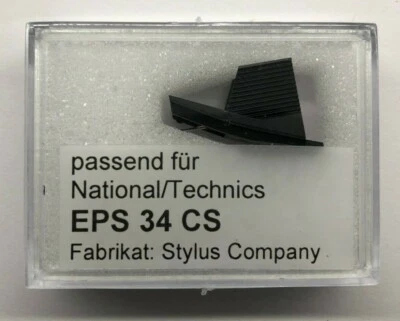 passend für
National/Technics
EPS 34 CS
Fabrikat: Stylus Company